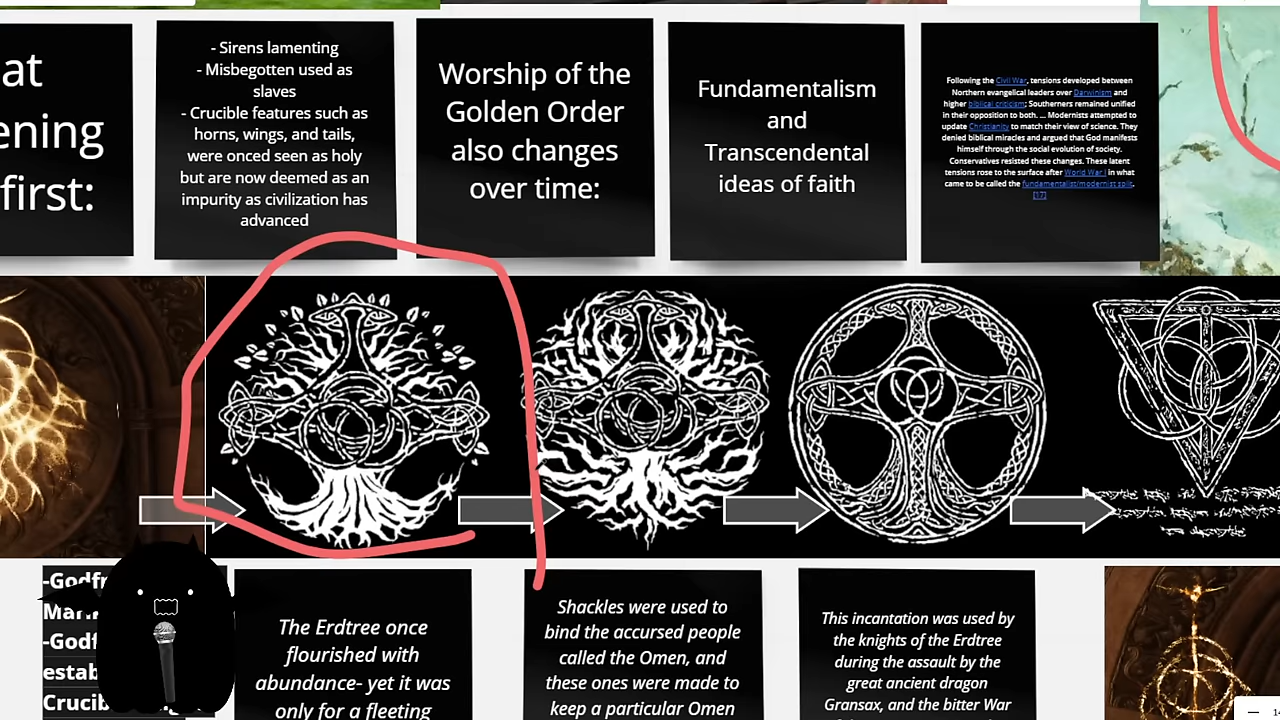 at
ening
first:
- Sirens lamenting
- Misbegotten used as
slaves
- Crucible features such as
horns, wings, and tails,
were onced seen as holy
but are now deemed as an
impurity as civilization has
advanced
Worship of the
Golden Order
also changes
over time:
Fundamentalism
and
Transcendental
ideas of faith
Following the Civil War, tensions developed between
Northern evangelical leaders over Darwinism and
higher biblical criticism; Southerners remained unified
in their opposition to both. ... Modernists attempted to
update Christianity to match their view of science. They
denied biblical miracles and argued that God manifests
himself through the social evolution of society.
Conservatives resisted these changes. These latent
tensions rose to the surface after World War I in what
came to be called the fundamentalist/modernist split.
[17]
-Godfr
Mar
-Godf
estab
Crucib
The Erdtree once
flourished with
abundance- yet it was
only for a fleeting
Shackles were used to
bind the accursed people
called the Omen, and
these ones were made to
keep a particular Omen
This incantation was used by
the knights of the Erdtree
during the assault by the
great ancient dragon
Gransax, and the bitter War